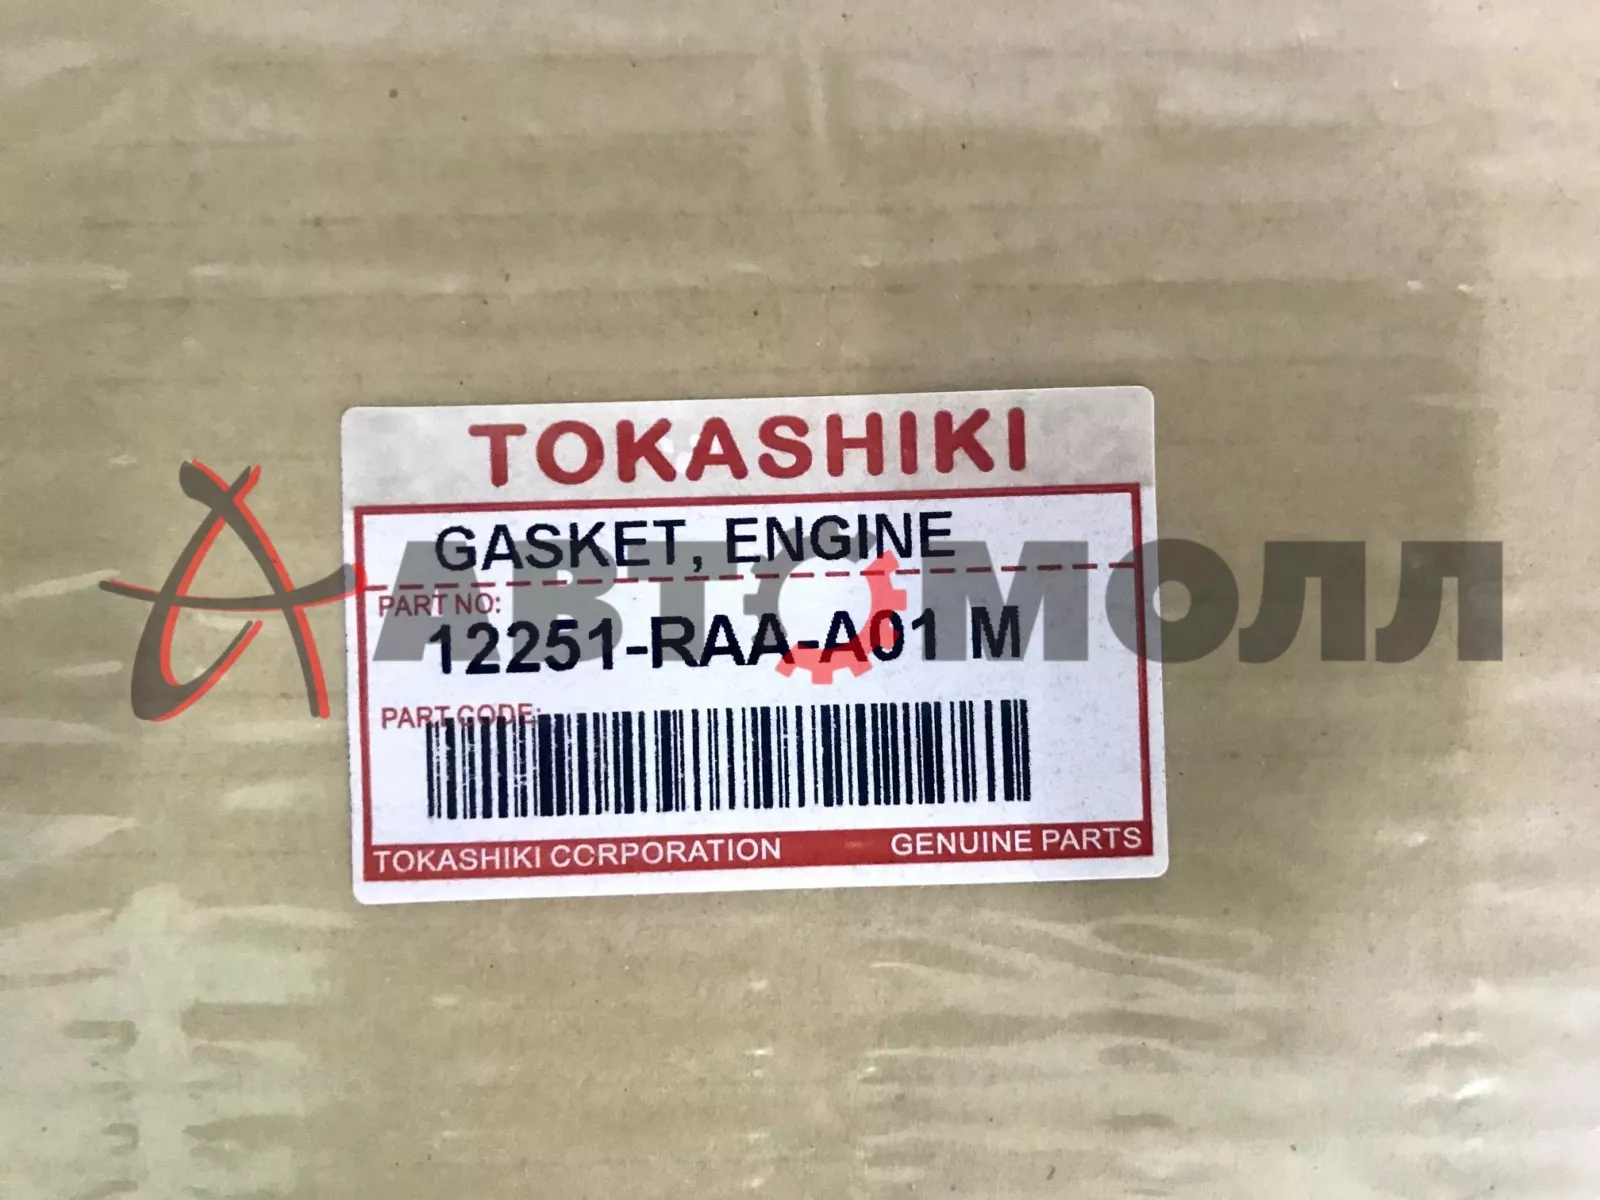 TOKASHIKI
GASKET, ENGINE
PART NO:
12251-RAA-A01 M
АВТОМОЛЛ
PART CODE:
TOKASHIKI CCRPORATION GENUINE PARTS